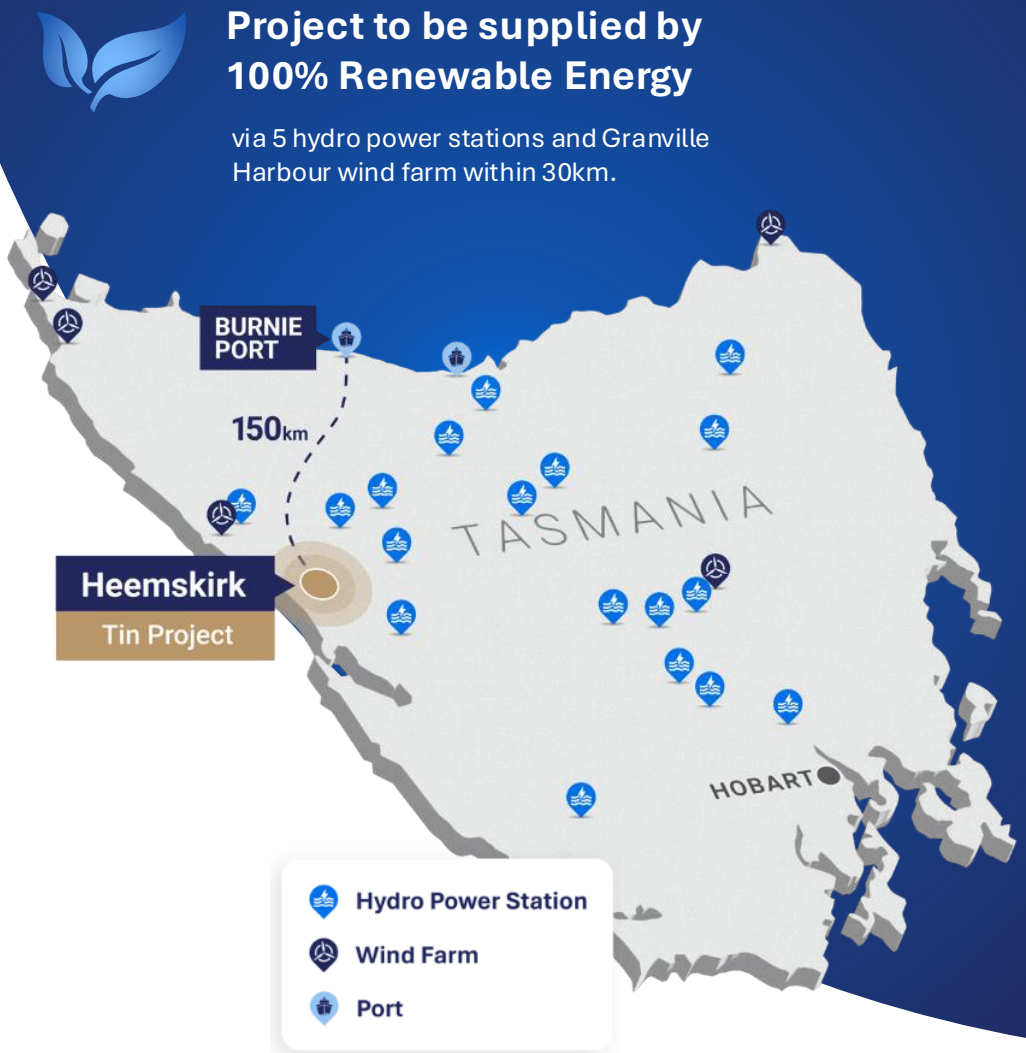 Project to be supplied by
100% Renewable Energy
via 5 hydro power stations and Granville
Harbour wind farm within 30km.
BURNIE
PORT
150km
TASMANIA
Heemskirk
Tin Project
HOBART
Hydro Power Station
Wind Farm
Port